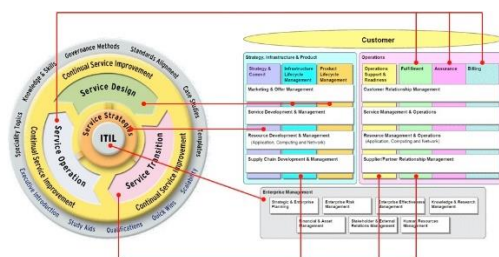 Knowledge & Skills
Governance Methods
Standards Alignment
Case Studies
Templates
Scalability
Quick Wins
Qualifications
Study Aids
Executive Introduction
Speciality Topics
Continual Service Improvement
Continual Service Improvement
Continual Service Improvement
Service Design
Service Strategies
ITIL
Service Operation
Service Transition
Customer
Strategy, Infrastructure & Product
Operations
Strategy &
Infrastructure
Lifecycle
Management
Product
Lifecycle
Management
Operations
Support &
Readiness
Fulfillment
Assurance
Billing
Marketing & Offer Management
Customer Relationship Management
Service Development & Management
Service Management & Operations
Resource Development & Management
(Application, Computing and Network)
Resource Management & Operations
(Application, Computing and Network)
Supply Chain Development & Management
Supplier/Partner Relationship Management
Enterprise Management
Strategic & Enterprise
Planning
Enterprise Risk
Management
Enterprise Effectiveness
Management
Knowledge & Research
Management
Financial & Asset
Management
Stakeholder & External
Relations Management
Human Resources
Management